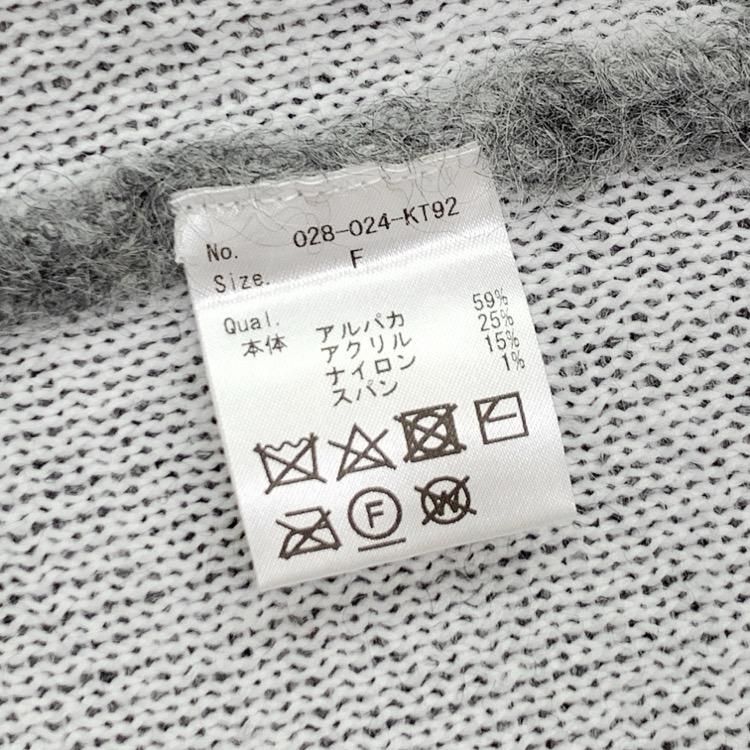 No. 028-024-KT92
Size. F
Qual.
本体 アルパカ 59%
アクリル 25%
ナイロン 15%
スパン 1%
F
W